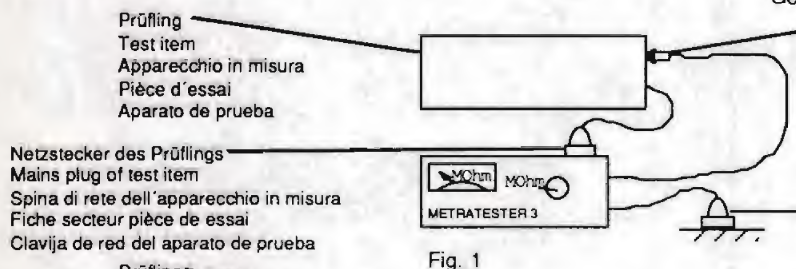 Prüfling
Test item
Apparecchio in misura
Pièce d´essai
Aparato de prueba
Netzstecker des Prüflings
Mains plug of test item
Spina di rete dell'apparecchio in misura
Fiche secteur pièce de essai
Clavija de red del aparato de prueba
MOhm
MOhm
METRATESTER 3
Fig. 1